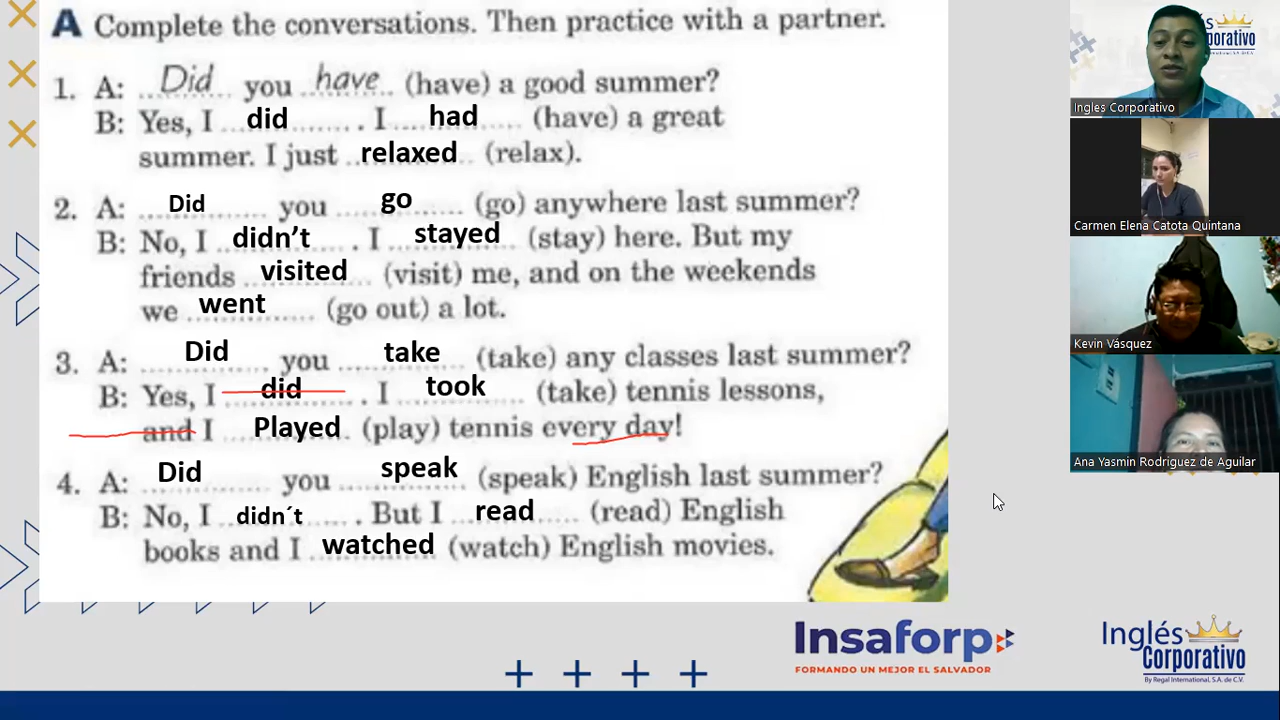 A Complete the conversations. Then practice with a partner.
1. A: Did you have (have) a good summer?
B: Yes, I did . I had (have) a great
summer. I just relaxed (relax).
2. A: Did you go (go) anywhere last summer?
B: No, I didn't . I stayed (stay) here. But my
friends visited (visit) me, and on the weekends
we went (go out) a lot.
3. A: Did you take (take) any classes last summer?
B: Yes, I did . I took (take) tennis lessons,
and I Played (play) tennis every day!
4. A: Did you speak (speak) English last summer?
B: No, I didn´t . But I read (read) English
books and I watched (watch) English movies.
Ingles Corporativo
Carmen Elena Catota Quintana
Kevin Vásquez
Ana Yasmin Rodriguez de Aguilar
Insaforp
FORMANDO UN MEJOR EL SALVADOR
Inglés
Corporativo
By Regal International, S.A. de C.V.